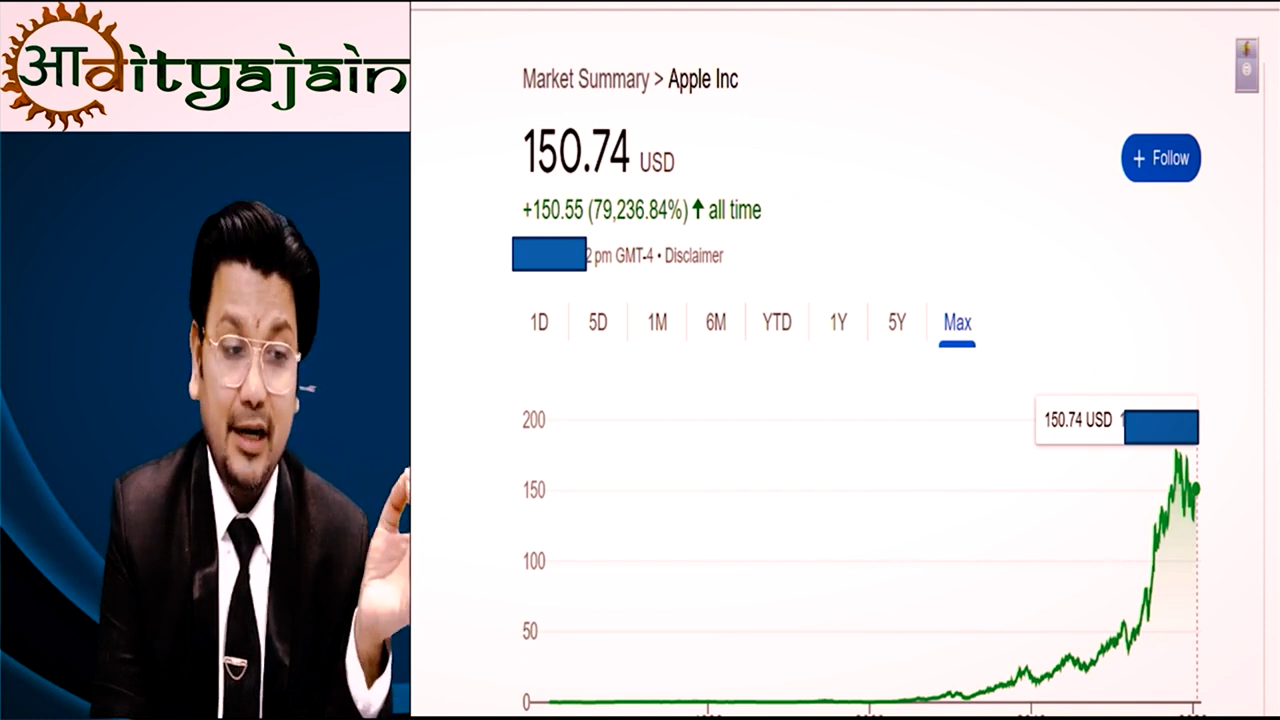 आdityajain
Market Summary > Apple Inc
150.74 USD
+ Follow
+150.55 (79,236.84%) ↑ all time
2 pm GMT-4 • Disclaimer
1D 5D 1M 6M YTD 1Y 5Y Max
150.74 USD
200
150
100
50
0